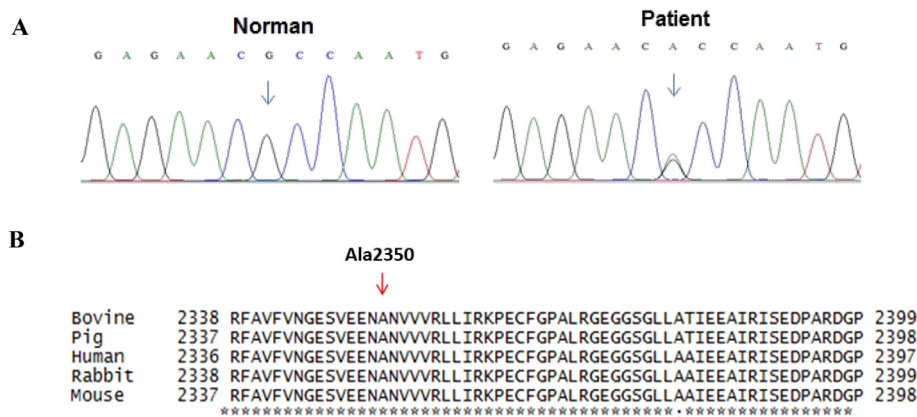 A
Norman
Patient
G A G A A C G C C A A T G
G A G A A C A C C A A T G
B
Ala2350
Bovine 2338 RFAVFVNGESVEENANVVVRLLIRKPECFGPALRGEGGSGLLATIEEAIRISEDPARDGP 2399
Pig 2337 RFAVFVNGESVEENANVVVRLLIRKPECFGPALRGEGGSGLLATIEEAIRISEDPARDGP 2398
Human 2336 RFAVFVNGESVEENANVVVRLLIRKPECFGPALRGEGGSGLLAAIEEAIRISEDPARDGP 2397
Rabbit 2338 RFAVFVNGESVEENANVVVRLLIRKPECFGPALRGEGGSGLLAAIEEAIRISEDPARDGP 2399
Mouse 2337 RFAVFVNGESVEENANVVVRLLIRKPECFGPALRGEGGSGLLAAIEEAIRISEDPARDGP 2398
********************************************.****************